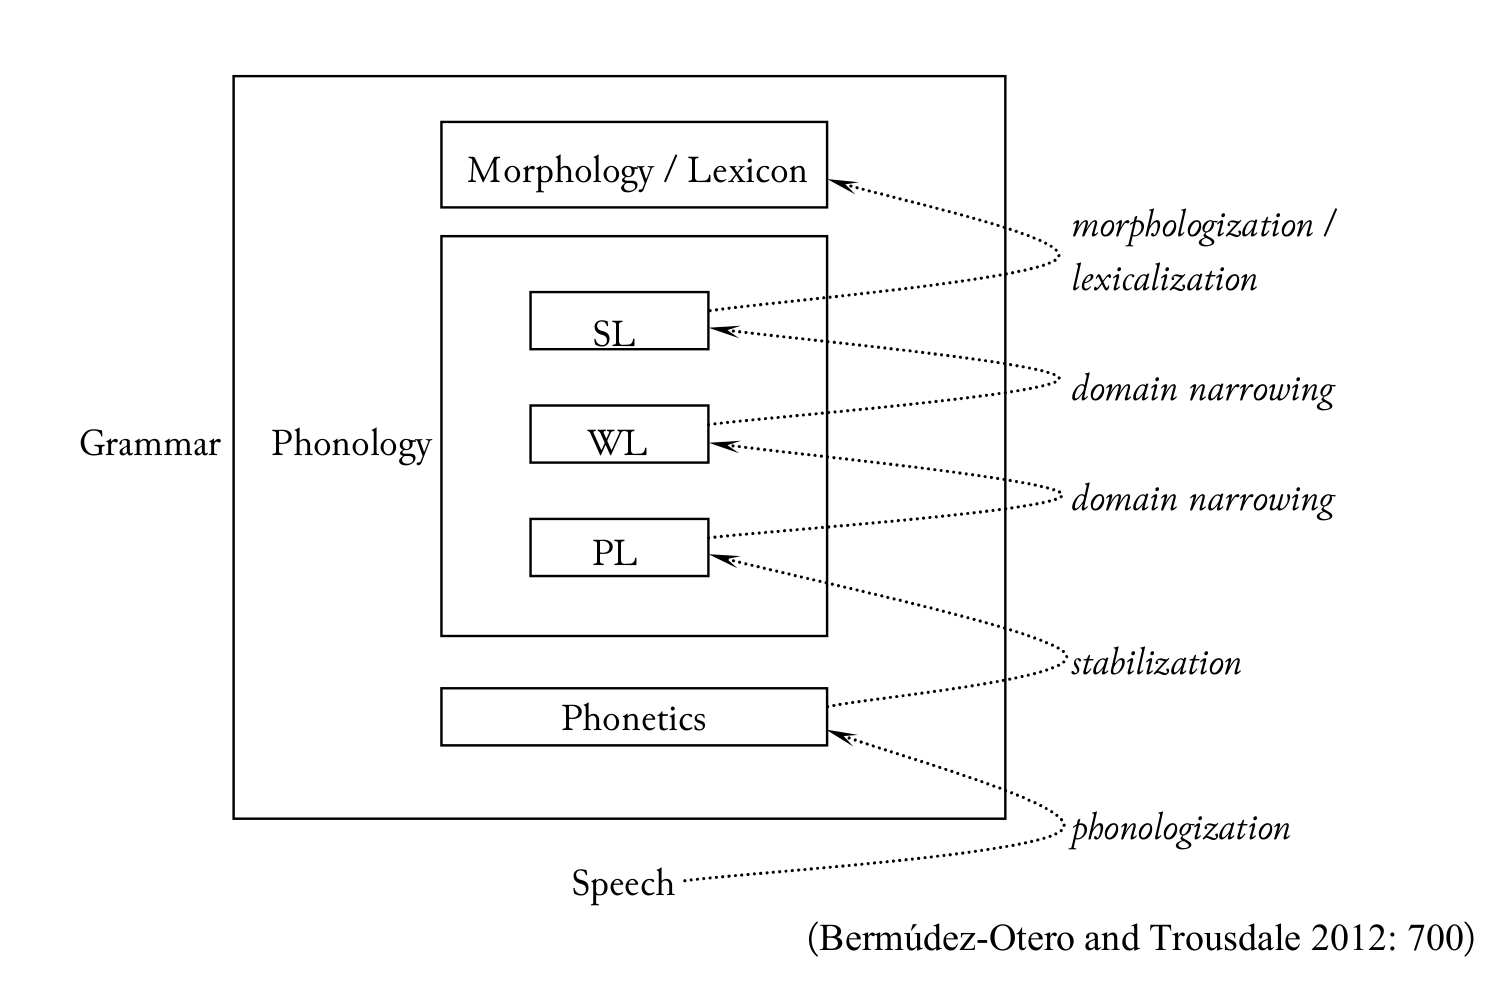 Morphology / Lexicon
morphologization /
lexicalization
SL
domain narrowing
Grammar
Phonology
WL
domain narrowing
PL
stabilization
Phonetics
phonologization
Speech
(Bermúdez-Otero and Trousdale 2012: 700)